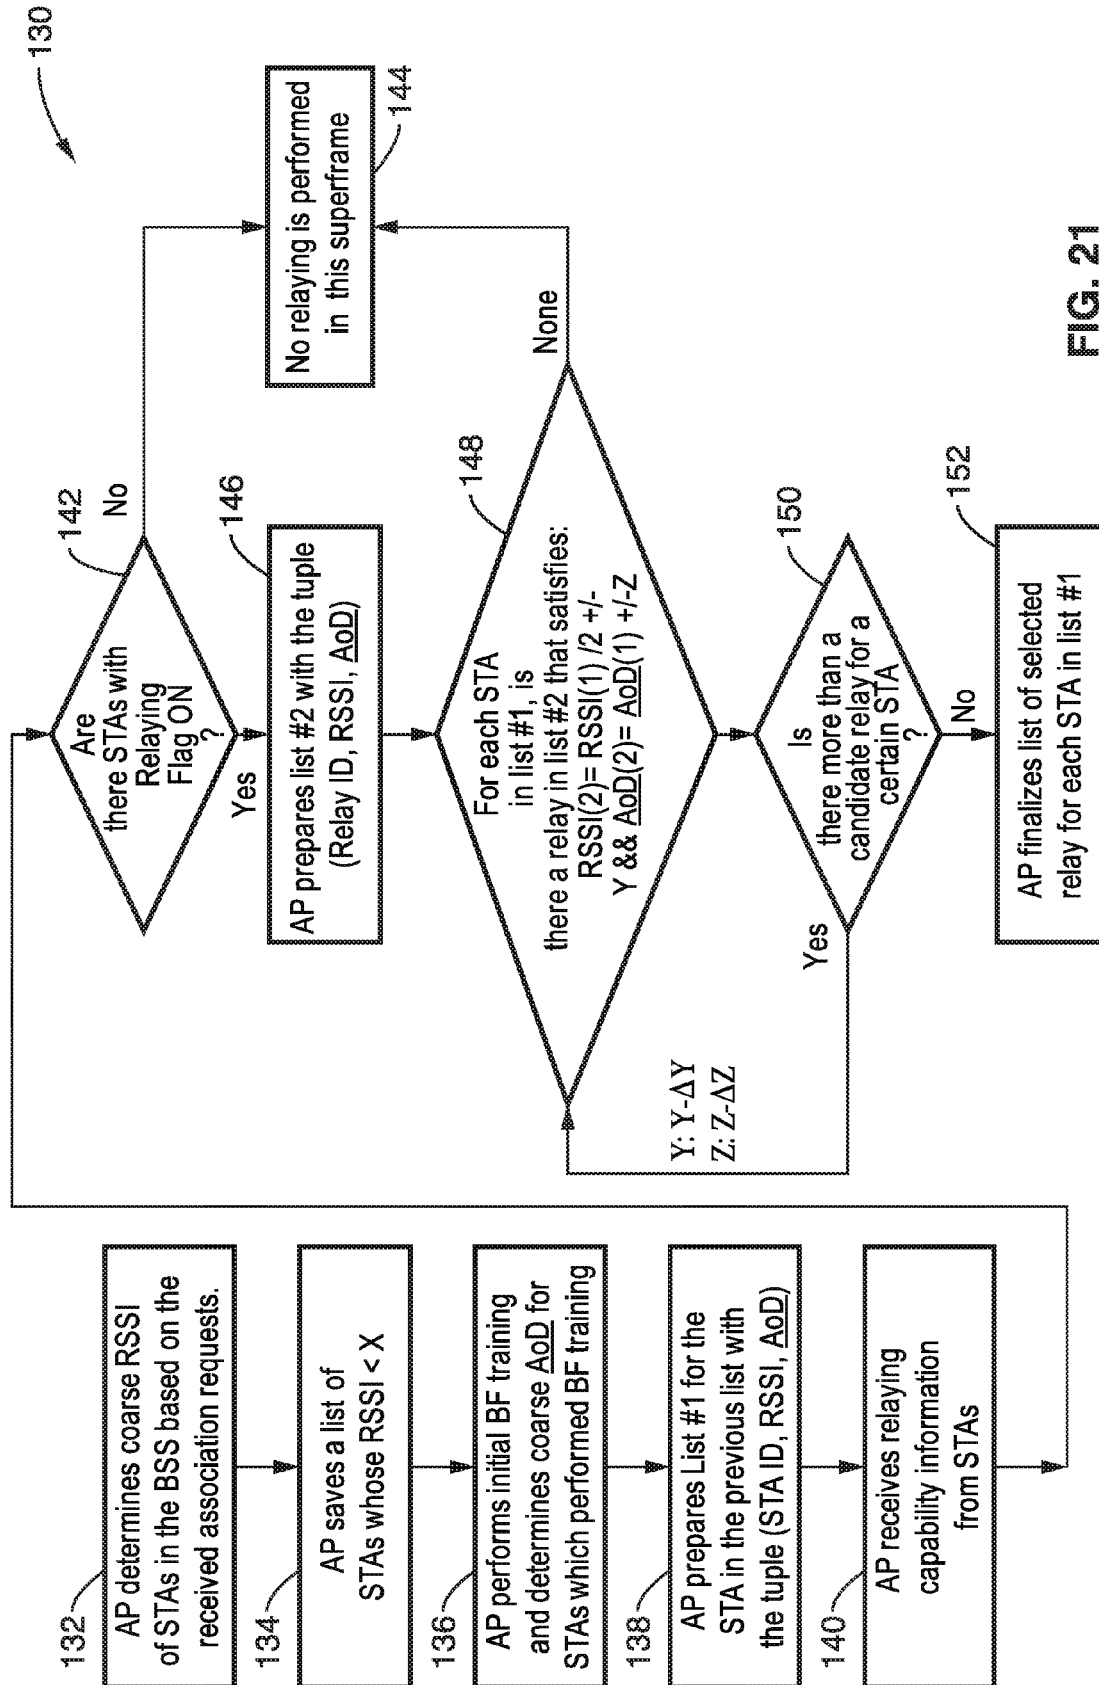 130
132
AP determines coarse RSSI
of STAs in the BSS based on the
received association requests.
134
AP saves a list of
STAs whose RSSI < X
136
AP performs initial BF training
and determines coarse AoD for
STAs which performed BF training
138
AP prepares List #1 for the
STA in the previous list with
the tuple (STA ID, RSSI, AoD)
140
AP receives relaying
capability information
from STAs
142
Are
there STAs with
Relaying
Flag ON
?
No
Yes
144
No relaying is performed
in this superframe
146
AP prepares list #2 with the tuple
(Relay ID, RSSI, AoD)
148
For each STA
in list #1, is
there a relay in list #2 that satisfies:
RSSI(2)= RSSI(1) /2 +/-
Y && AoD(2)= AoD(1) +/-Z
None
Y: Y-ΔY
Z: Z-ΔZ
150
Is
there more than a
candidate relay for a
certain STA
?
Yes
No
152
AP finalizes list of selected
relay for each STA in list #1
FIG. 21